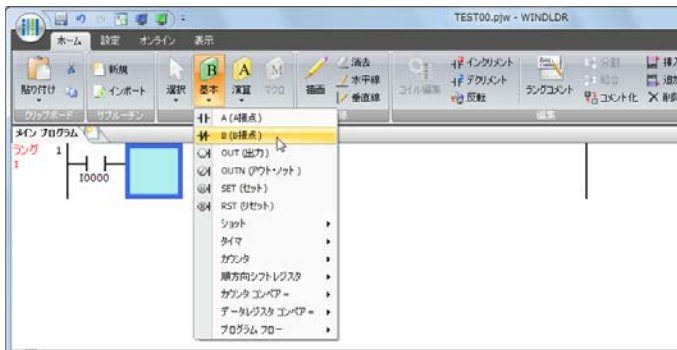 TEST00.pjw - WINDLDR
ホーム 設定 オンライン 表示
貼り付け
新規
インポート
選択
B
基本
A
演算
M
マクロ
描画
消去
水平線
垂直線
コイル編集
インクリメント
デクリメント
反転
ラングコメント
分割
結合
コメント化
挿入
追加
削除
クリップボード サブルーチン 編集
メイン プログラム
ラング 1
1
I0000
A (A接点)
B (B接点)
OUT (出力)
OUTN (アウト・ノット)
SET (セット)
RST (リセット)
ショット
タイマ
カウンタ
順方向シフトレジスタ
カウンタ コンペア =
データレジスタ コンペア =
プログラム フロー